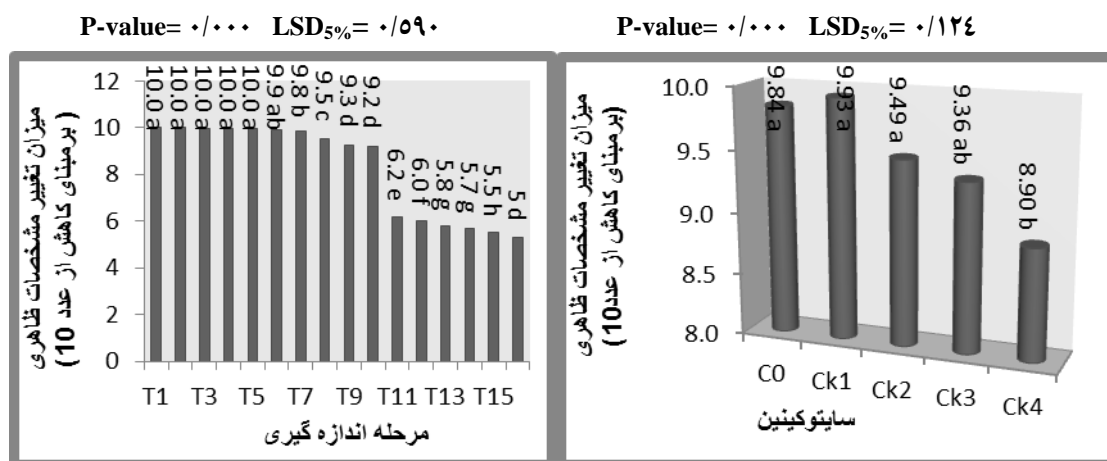 P-value= ۰/۰۰۰ LSD5%= ۰/۵۹۰
P-value= ۰/۰۰۰ LSD5%= ۰/۱۲٤
12
10
8
6
4
2
0
10.0 a
10.0 a
10.0 a
10.0 a
10.0 a
9.9 ab
9.8 b
9.5 c
9.3 d
9.2 d
6.2 e
6.0 f
5.8 g
5.7 g
5.5 h
5 d
T1 T3 T5 T7 T9 T11 T13 T15
مرحله اندازه گیری
میزان تغییر مشخصات ظاهری
( برمبنای کاهش از عدد 10)
10.0
9.5
9.0
8.5
8.0
9.84 a
9.93 a
9.49 a
9.36 ab
8.90 b
C0 Ck1 Ck2 Ck3 Ck4
سایتوکینین
میزان تغییر مشخصات ظاهری
(برمبنای کاهش از عدد10)